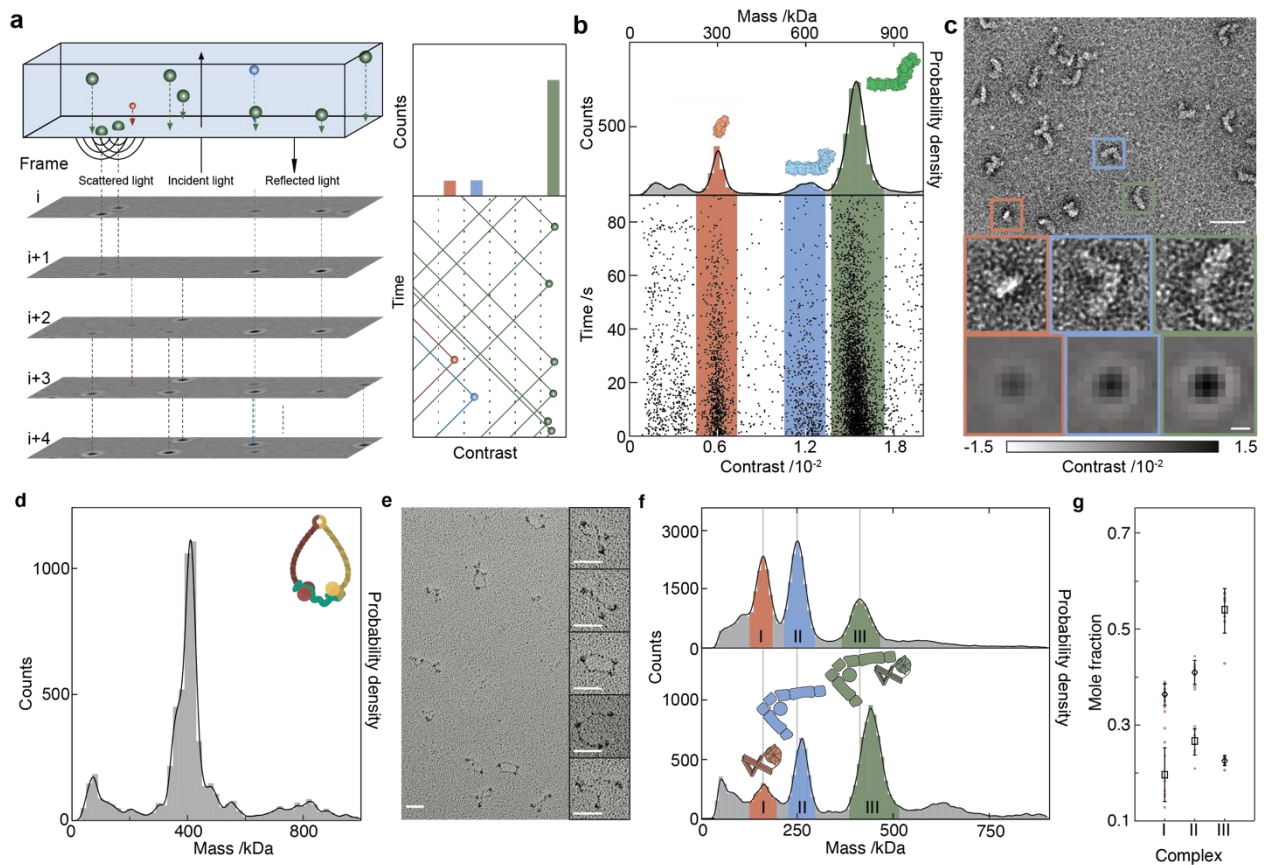 a
Frame
Scattered light
Incident light
Reflected light
i
i+1
i+2
i+3
i+4
Counts
Time
Contrast
b
Mass /kDa
0
300
600
900
Counts
500
Probability density
Time /s
80
60
40
20
0
0.6
1.2
1.8
Contrast /10-2
c
-1.5
1.5
Contrast /10-2
d
Counts
1000
500
0
0
400
800
Mass /kDa
Probability density
e
f
Counts
3000
1500
0
I
II
III
1000
500
0
I
II
III
0
250
500
750
Mass /kDa
Probability density
g
Mole fraction
0.7
0.5
0.3
0.1
I
II
III
Complex